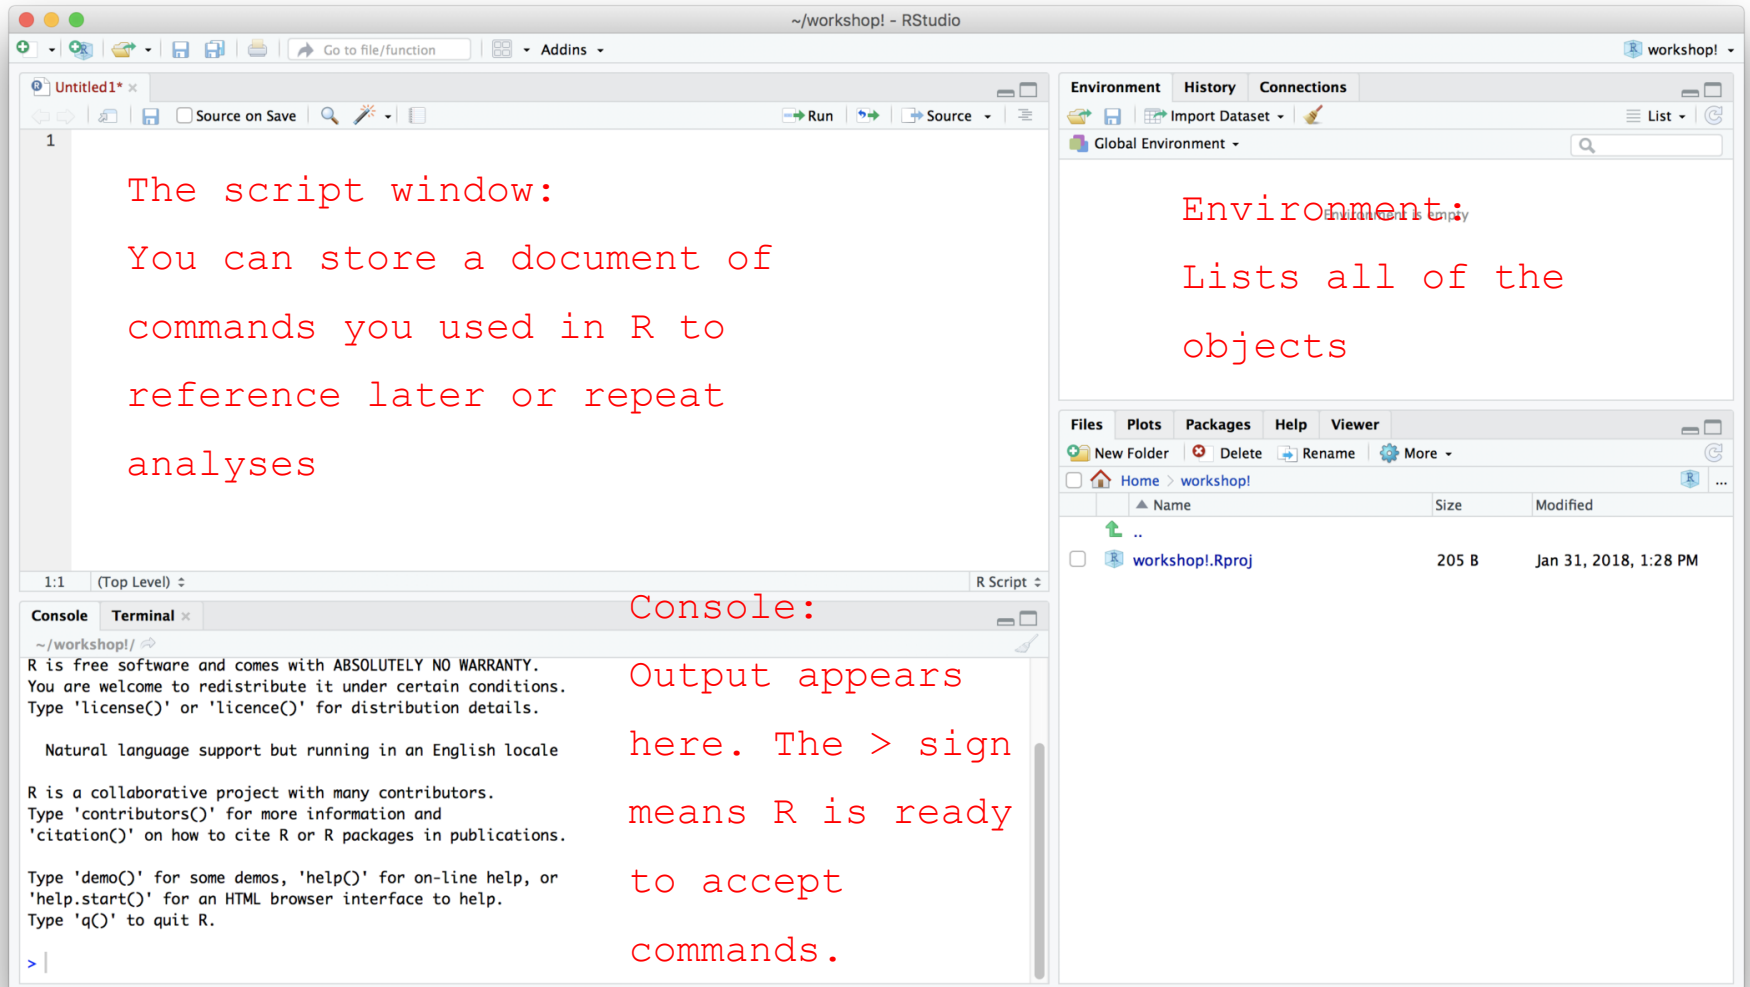 ~/workshop! - RStudio
Go to file/function
Addins
workshop!
Untitled1*
Source on Save
Run
Source
1
The script window:
You can store a document of
commands you used in R to
reference later or repeat
analyses
1:1
(Top Level)
R Script
Environment
History
Connections
Import Dataset
List
Global Environment
Environment is empty
Environment:
Lists all of the
objects
Console
Terminal
~/workshop!/
R is free software and comes with ABSOLUTELY NO WARRANTY.
You are welcome to redistribute it under certain conditions.
Type 'license()' or 'licence()' for distribution details.
Natural language support but running in an English locale
R is a collaborative project with many contributors.
Type 'contributors()' for more information and
'citation()' on how to cite R or R packages in publications.
Type 'demo()' for some demos, 'help()' for on-line help, or
'help.start()' for an HTML browser interface to help.
Type 'q()' to quit R.
>
Console:
Output appears
here. The > sign
means R is ready
to accept
commands.
Files
Plots
Packages
Help
Viewer
New Folder
Delete
Rename
More
Home
workshop!
...
Name
Size
Modified
..
workshop!.Rproj
205 B
Jan 31, 2018, 1:28 PM